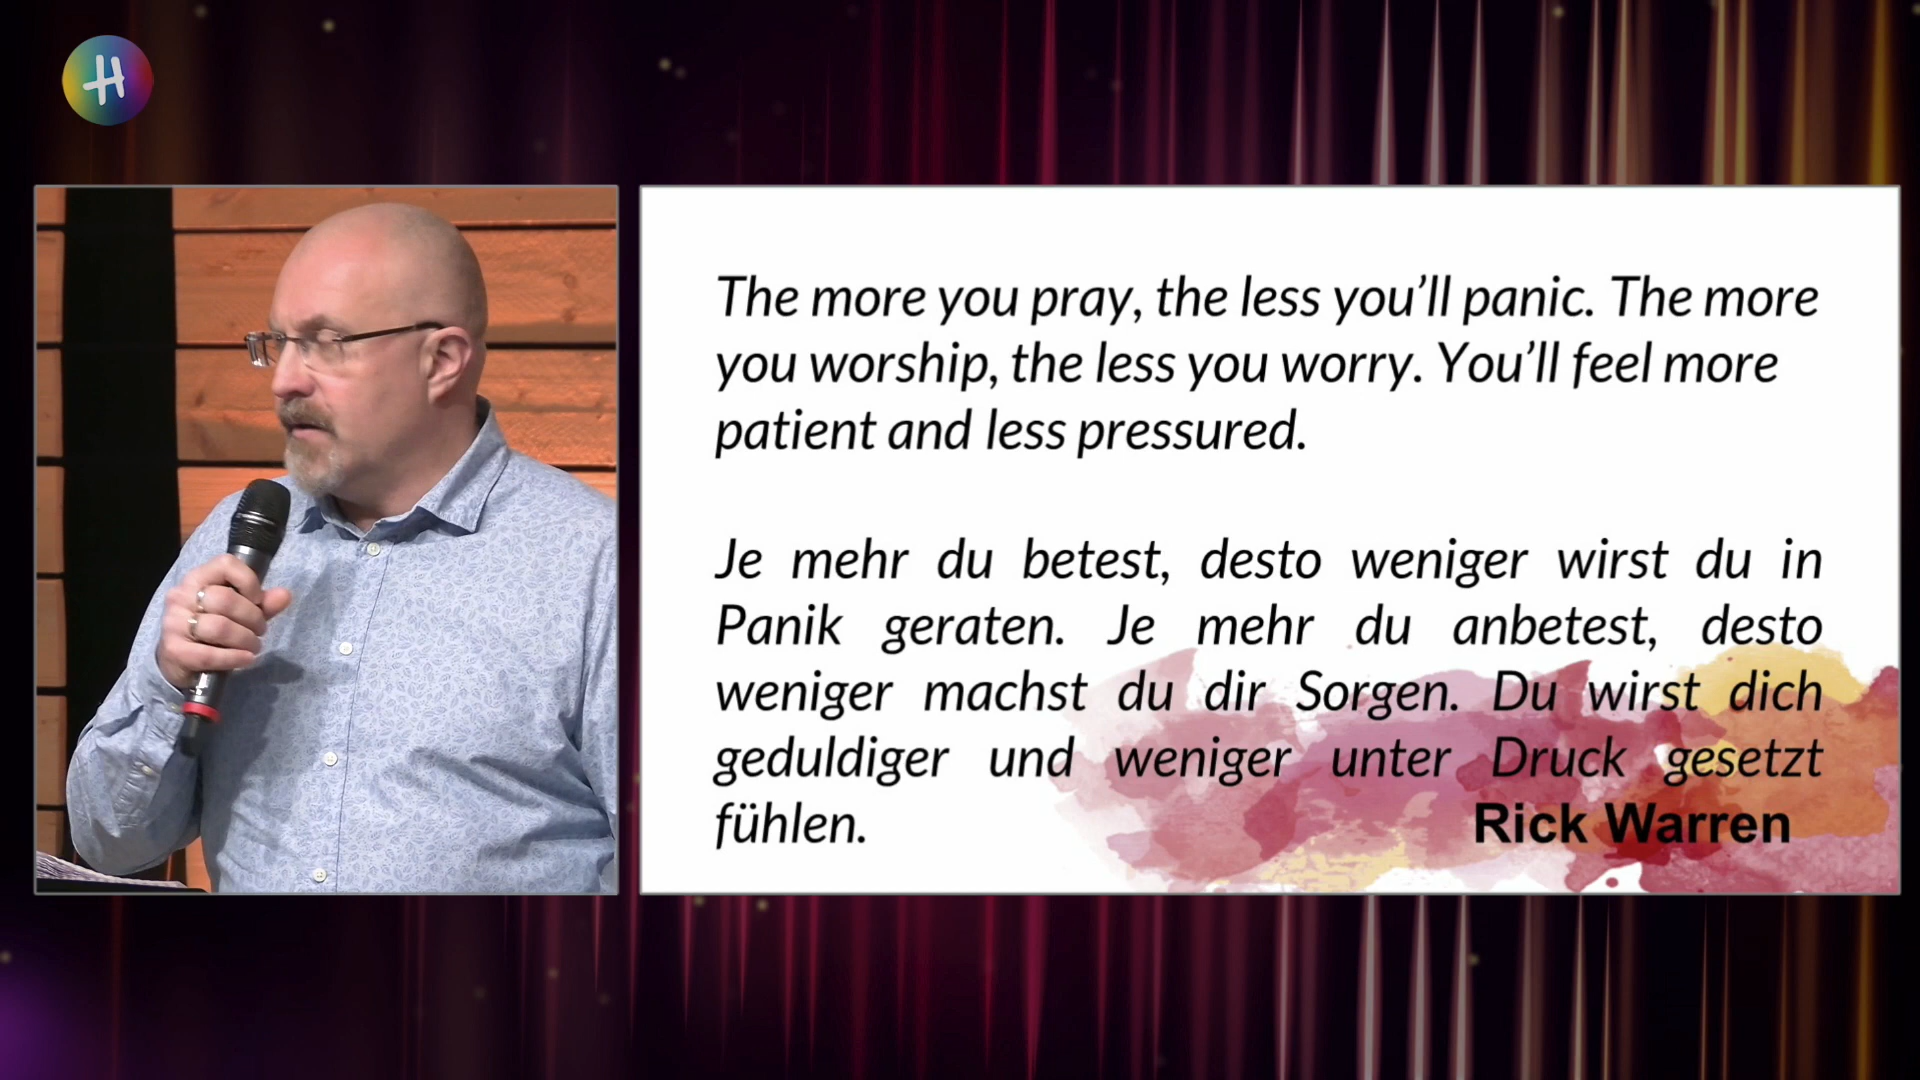 H
The more you pray, the less you’ll panic. The more
you worship, the less you worry. You’ll feel more
patient and less pressured.
Je mehr du betest, desto weniger wirst du in
Panik geraten. Je mehr du anbetest, desto
weniger machst du dir Sorgen. Du wirst dich
geduldiger und weniger unter Druck gesetzt
fühlen.
Rick Warren